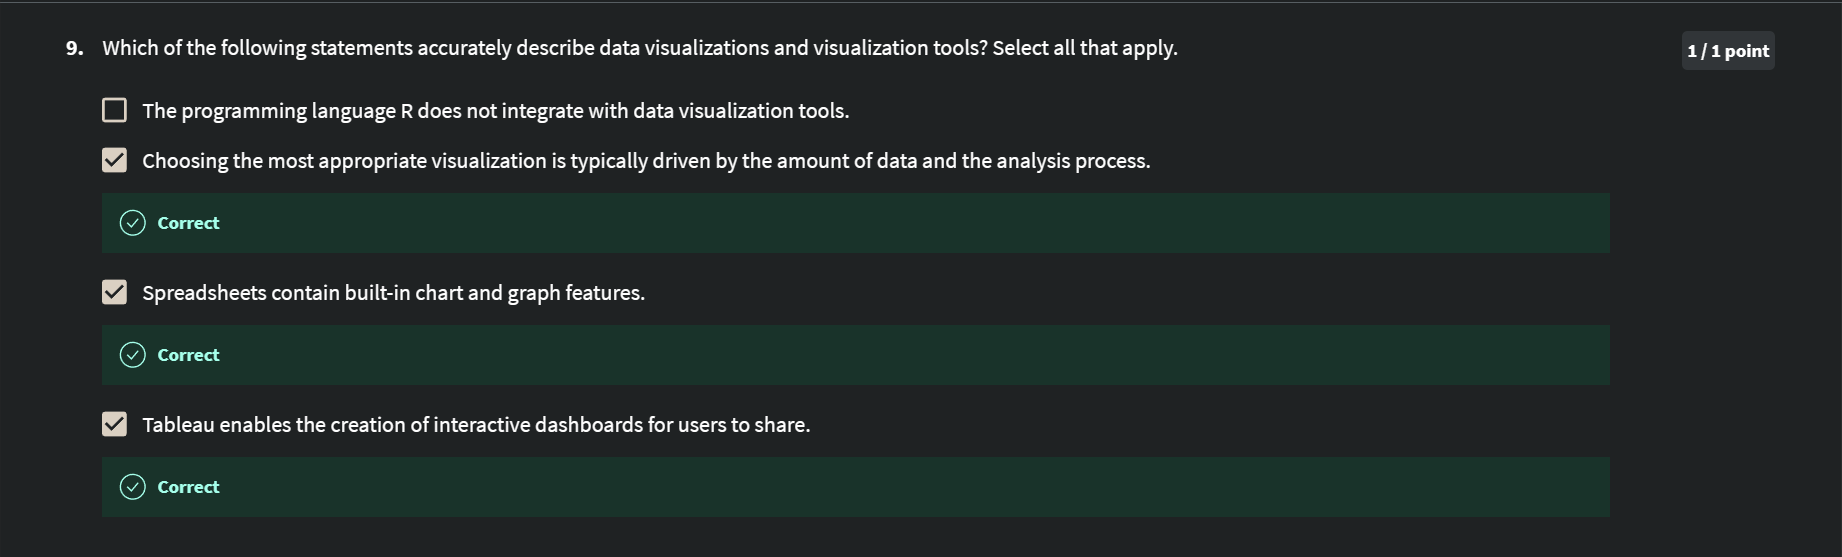 9. Which of the following statements accurately describe data visualizations and visualization tools? Select all that apply.
1 / 1 point
The programming language R does not integrate with data visualization tools.
Choosing the most appropriate visualization is typically driven by the amount of data and the analysis process.
Correct
Spreadsheets contain built-in chart and graph features.
Correct
Tableau enables the creation of interactive dashboards for users to share.
Correct